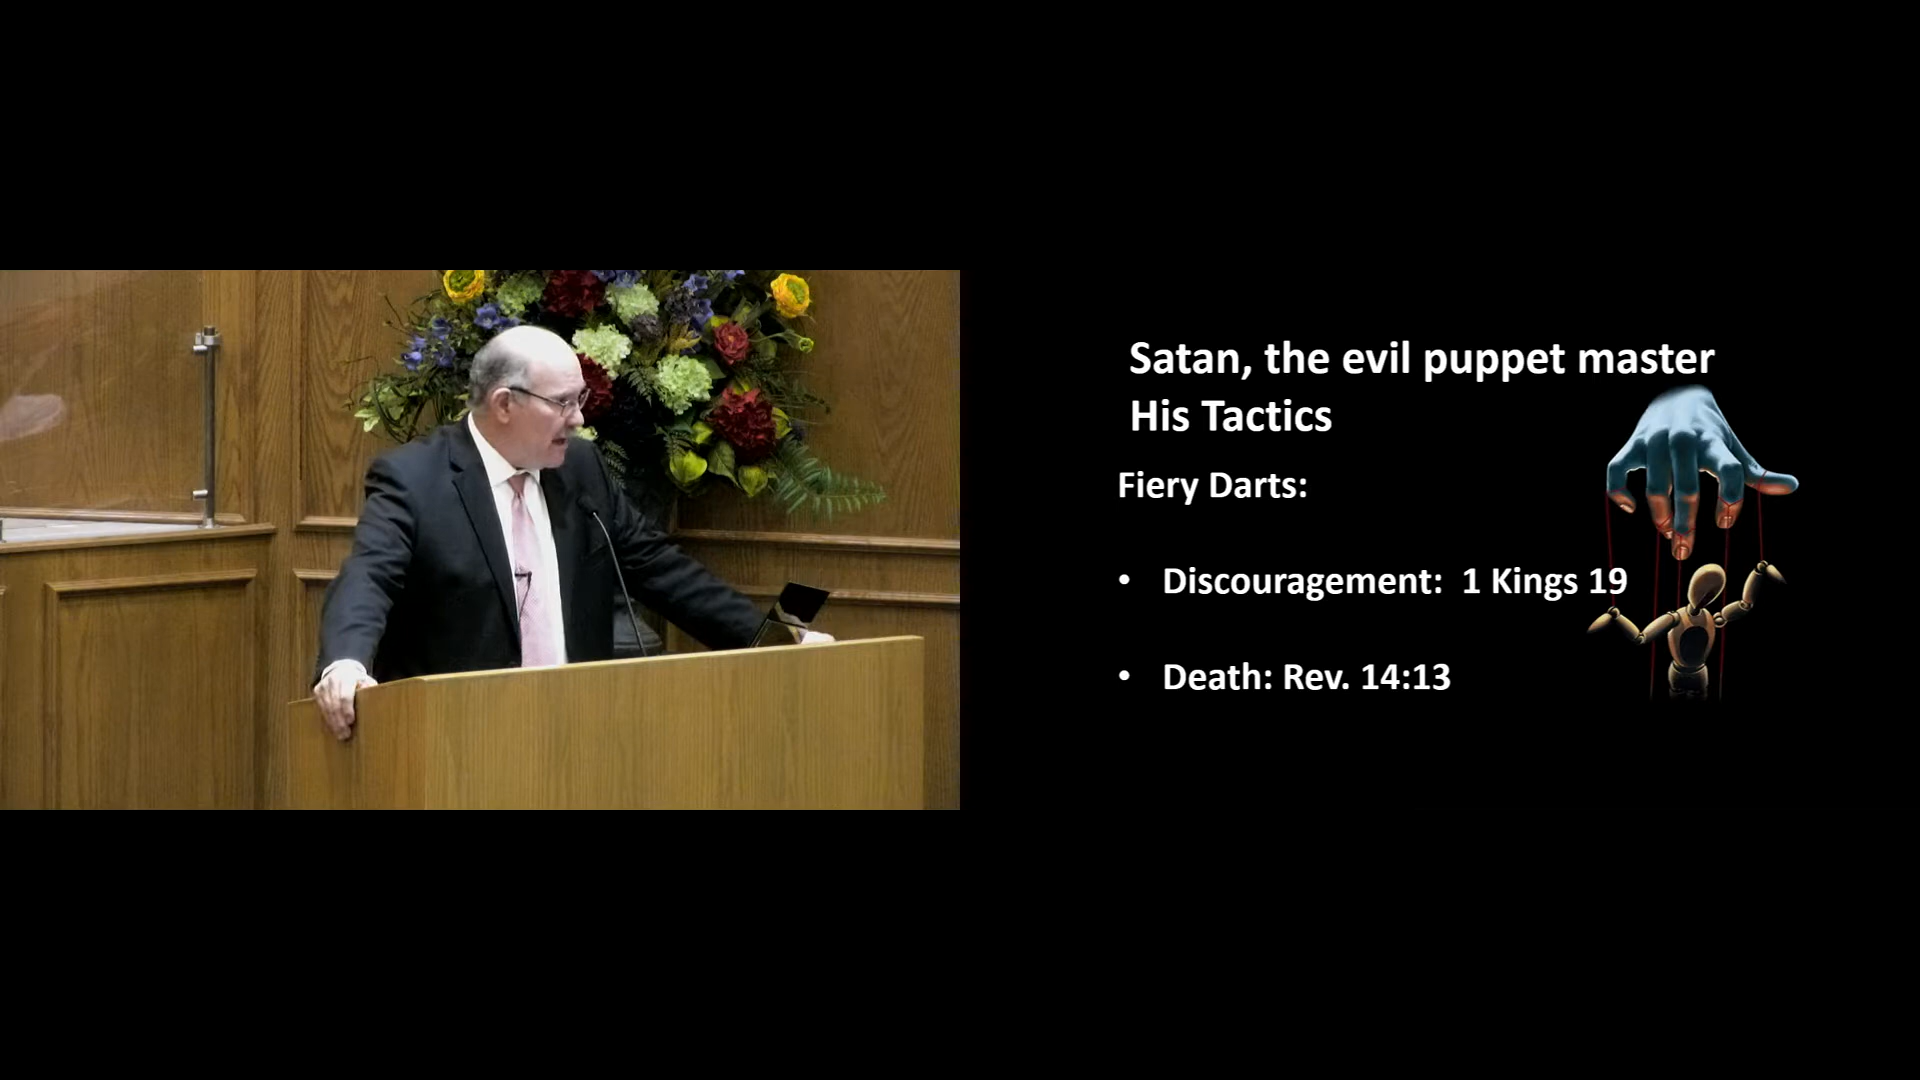 Satan, the evil puppet master
His Tactics
Fiery Darts:
• Discouragement:  1 Kings 19
• Death: Rev. 14:13